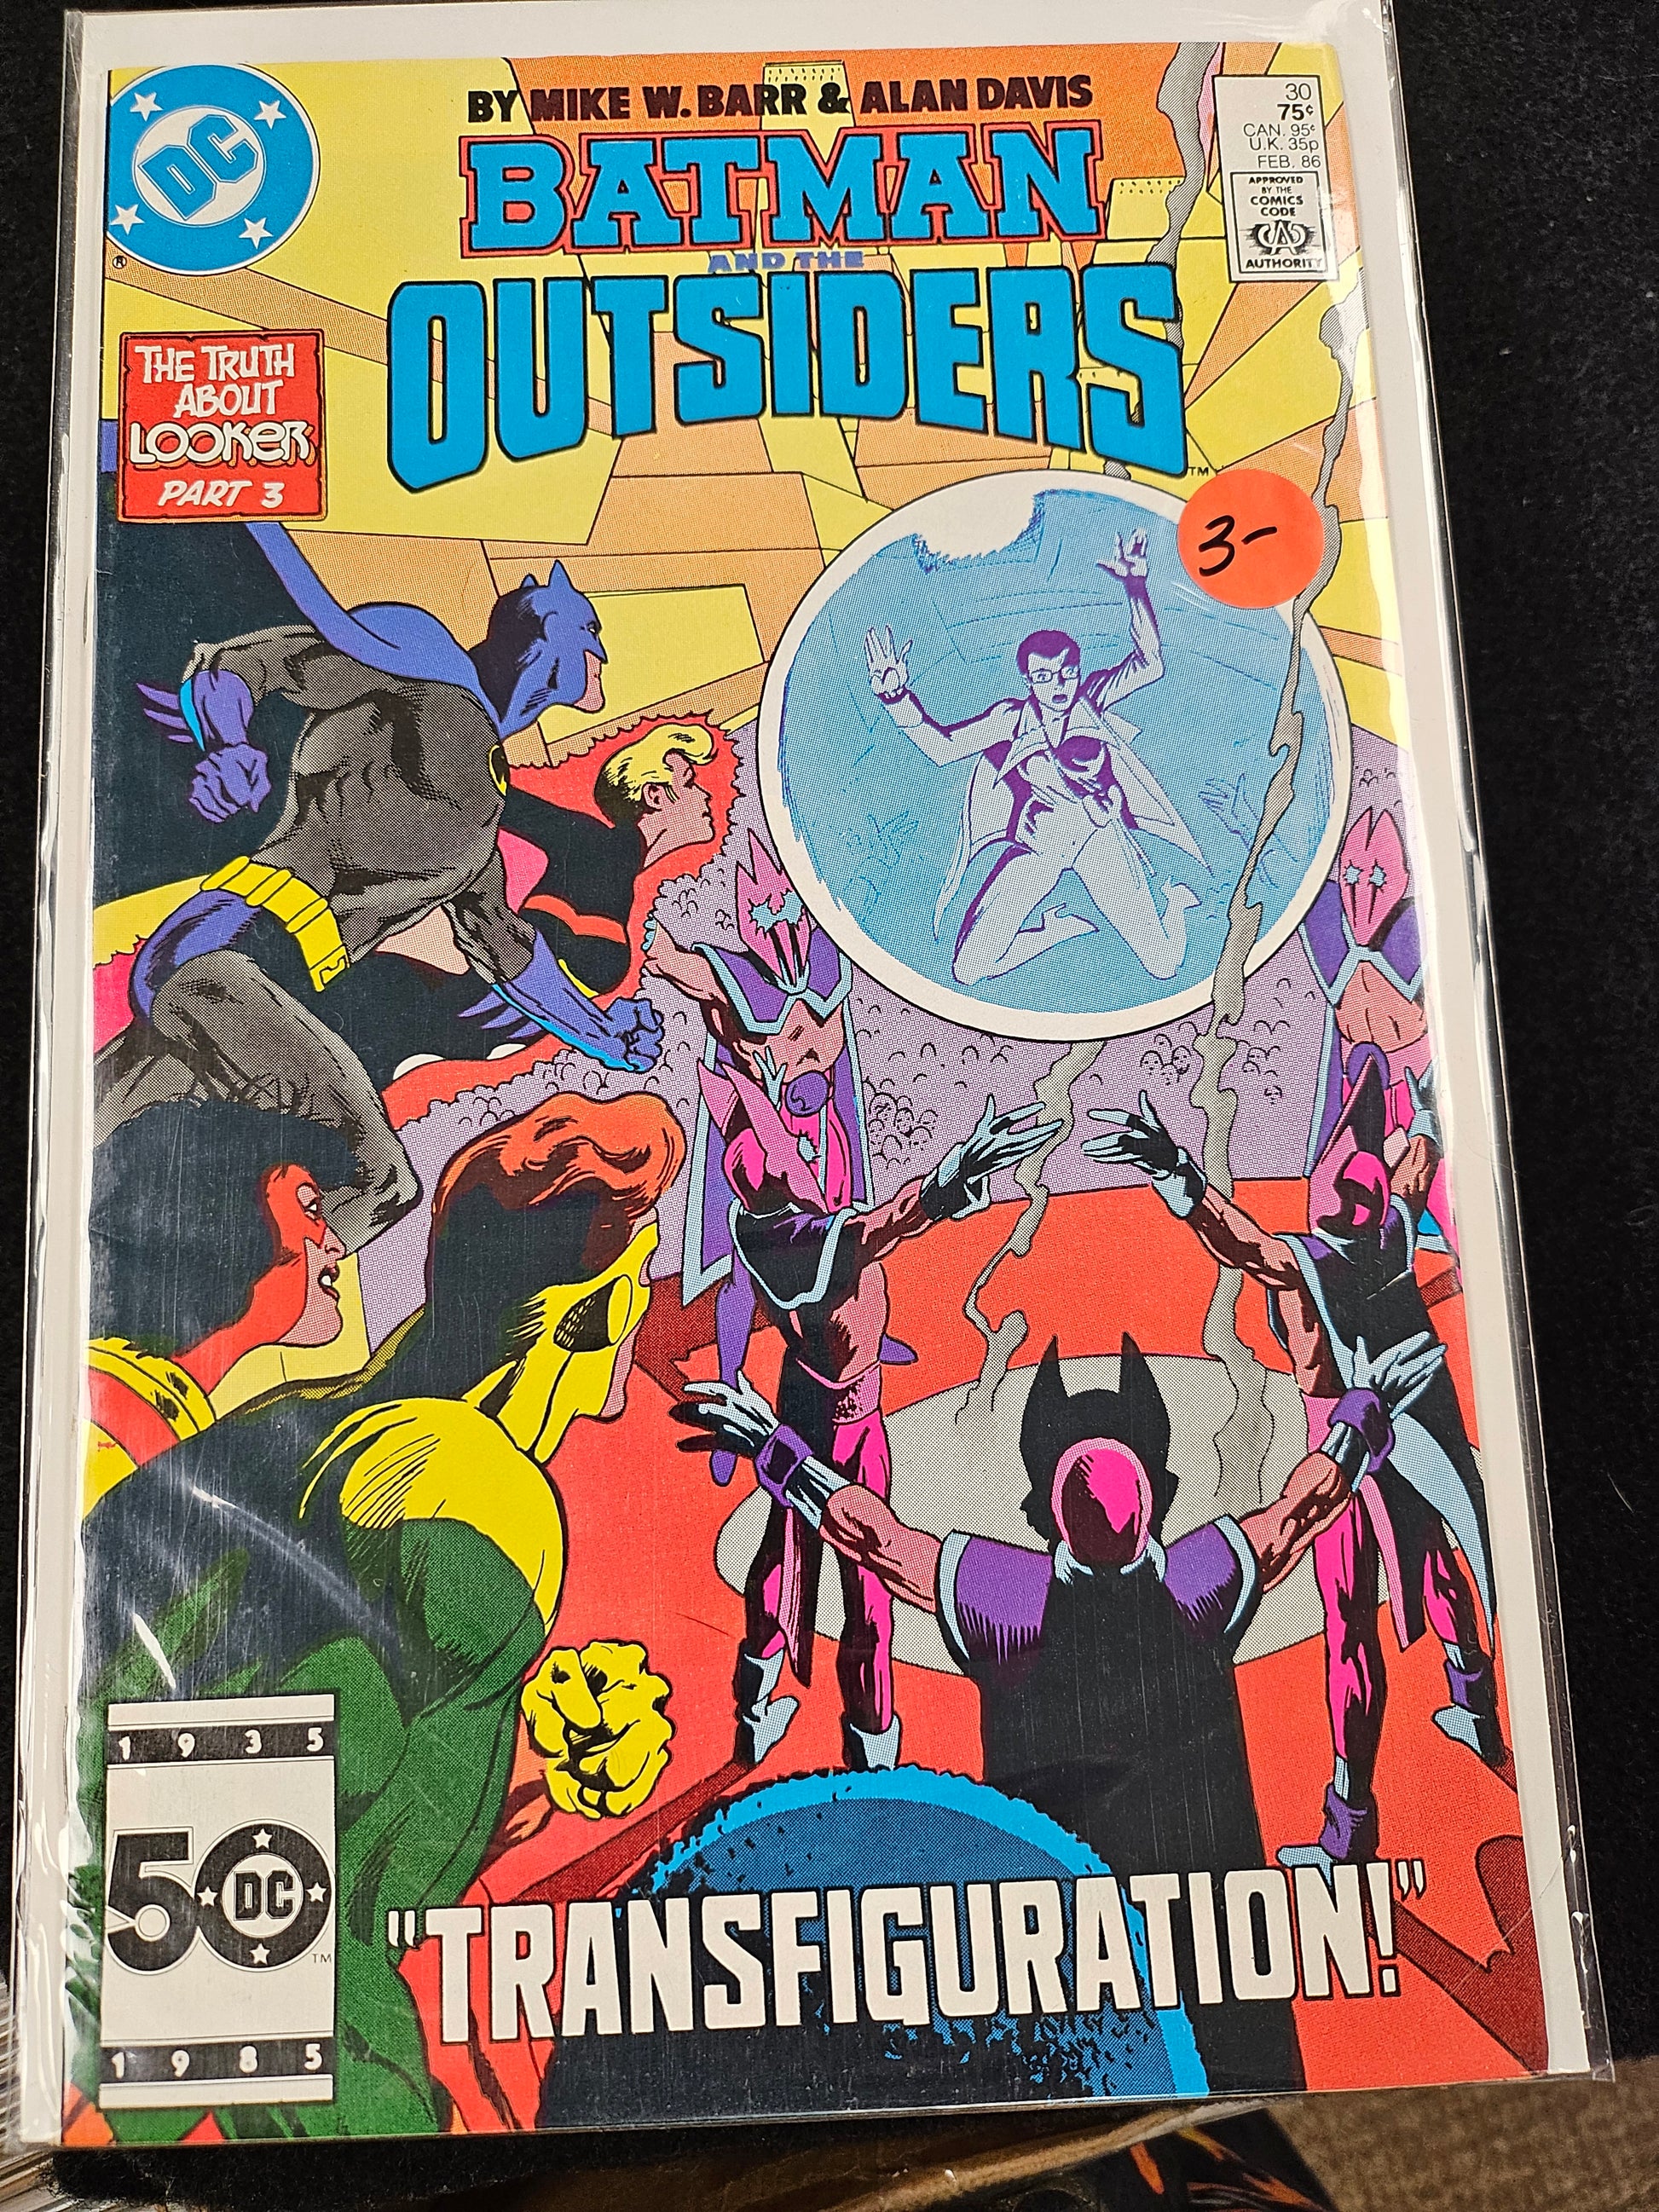 DC
®
BY MIKE W. BARR & ALAN DAVIS
BATMAN
AND THE
OUTSIDERS
TM
30
75¢
CAN. 95¢
U.K. 35p
FEB. 86
APPROVED
BY THE
COMICS
CODE
CA
AUTHORITY
THE TRUTH
ABOUT
LOOKER
PART 3
3-
1935
50
DC
TM
1985
"TRANSFIGURATION!"